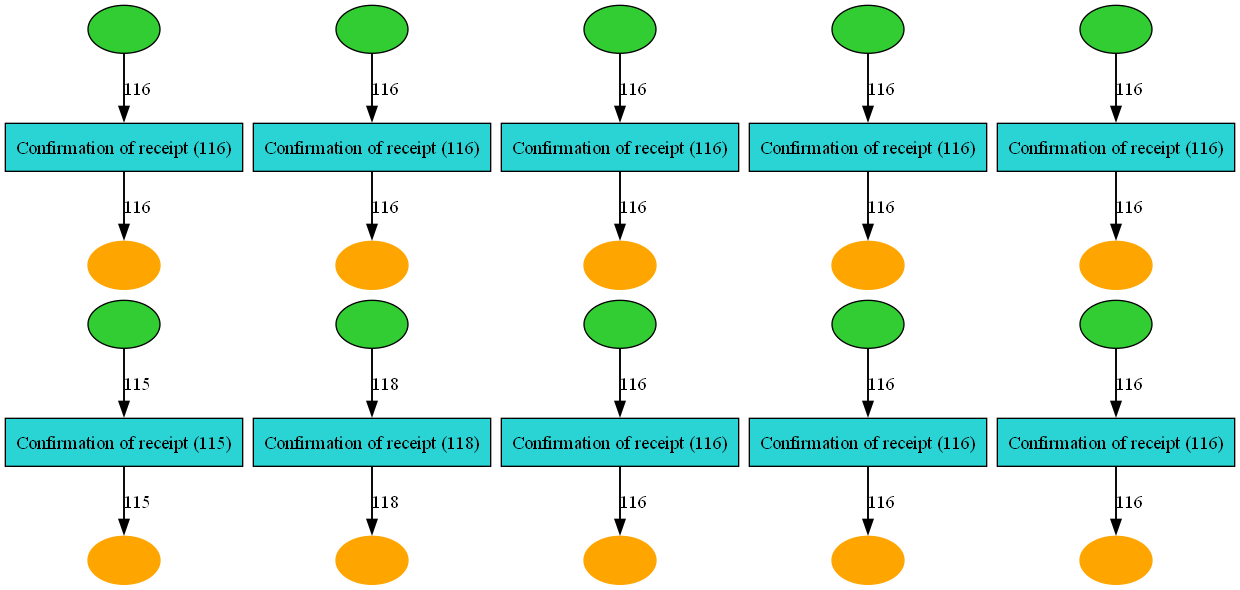 116 116 116 116 116
Confirmation of receipt (116) Confirmation of receipt (116) Confirmation of receipt (116) Confirmation of receipt (116) Confirmation of receipt (116)
116 116 116 116 116
115 118 116 116 116
Confirmation of receipt (115) Confirmation of receipt (118) Confirmation of receipt (116) Confirmation of receipt (116) Confirmation of receipt (116)
115 118 116 116 116